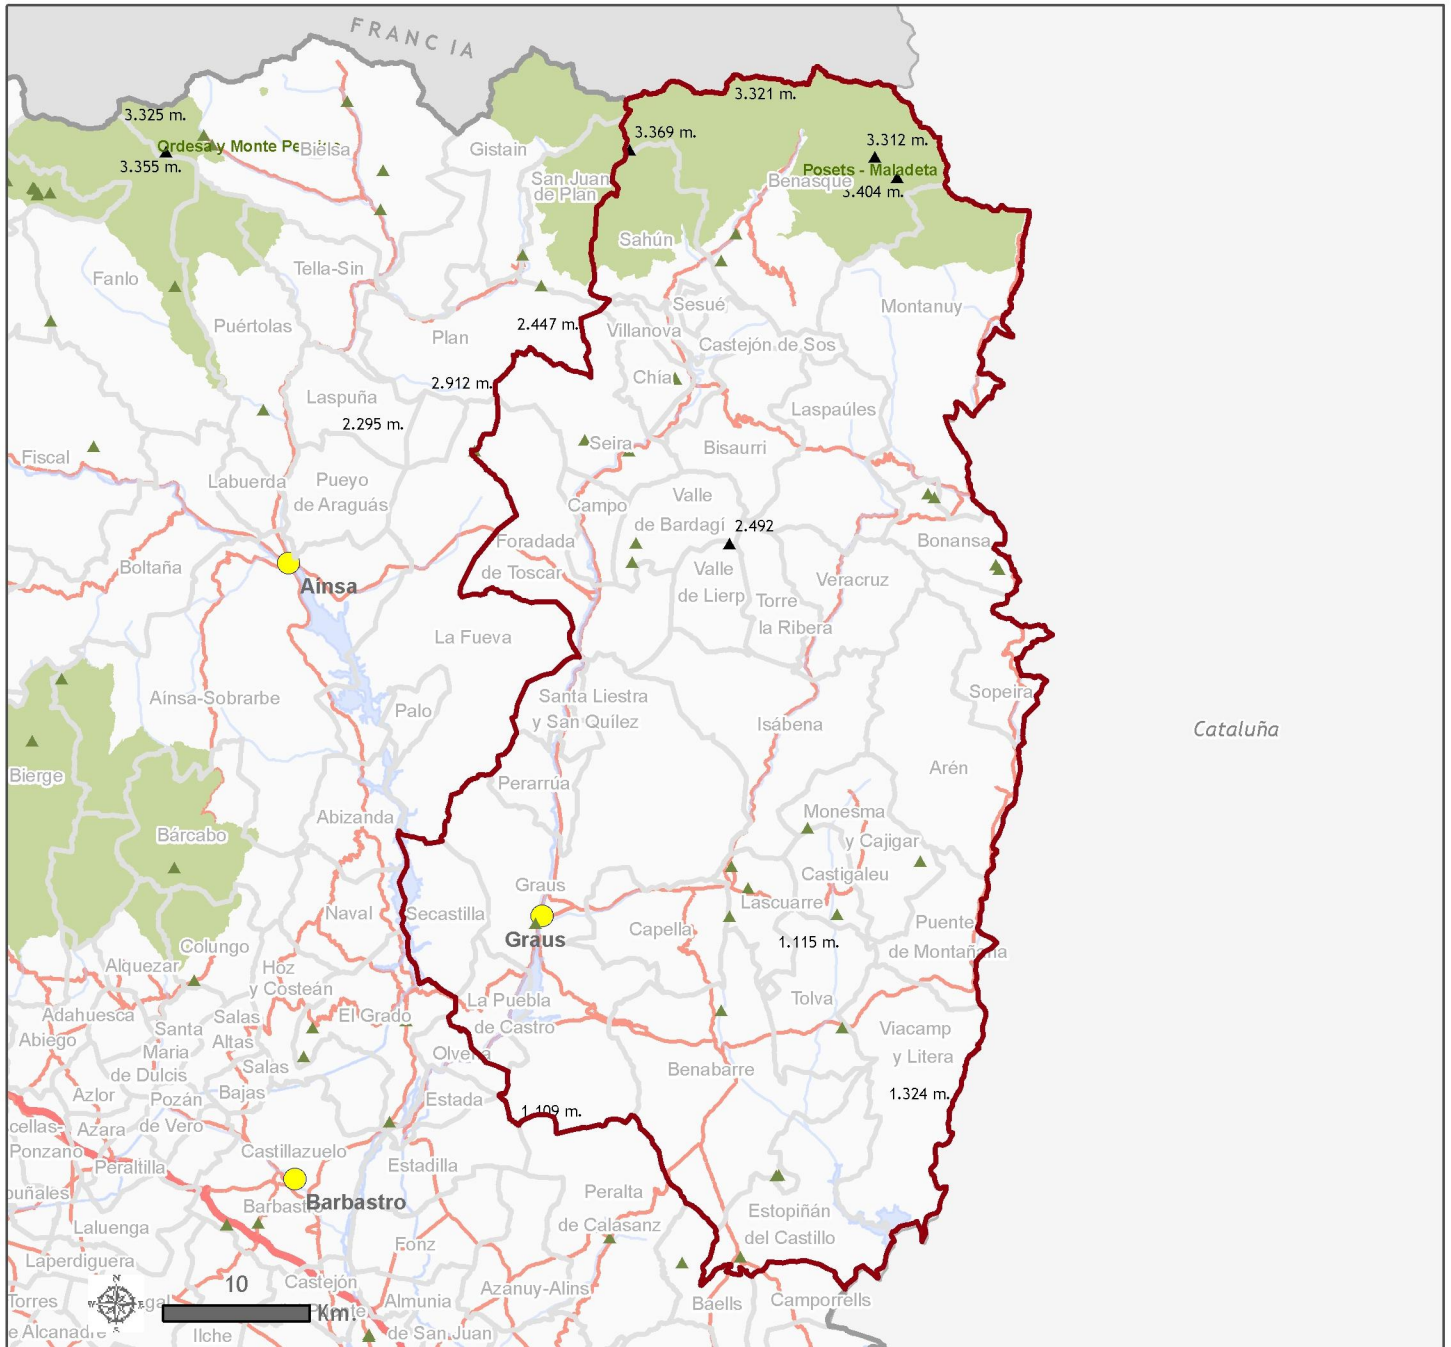 FRANCIA
3.325 m.
3.321 m.
3.369 m.
3.312 m.
Ordesa y Monte
Bielsa
Gistain
3.355 m.
Posets - Maladeta
Benasque
3.404 m.
San Juan
de Plan
Sahún
Fanlo
Tella-Sin
Sesué
Montanuy
Puértolas
Plan
2.447 m.
Villanova
Castejón de Sos
Chía
2.912 m.
Laspuña
2.295 m.
Laspaúles
Fiscal
Seira
Bisaurri
Labuerda
Pueyo
de Araguás
Campo
Valle
de Bardagí
2.492
Foradada
de Toscar
Bonansa
Boltaña
Aínsa
Valle
de Lierp
Veracruz
Torre
la Ribera
La Fueva
Aínsa-Sobrarbe
Palo
Santa Liestra
y San Quílez
Isábena
Sopeira
Cataluña
Bierge
Perarrúa
Arén
Abizanda
Bárcabo
Monesma
y Cajigar
Castigaleu
Graus
Naval
Secastilla
Graus
Capella
Lascuarre
1.115 m.
Puente
de Montañana
Colungo
Alquezar
Hoz
y Costeán
La Puebla
de Castro
Tolva
Adahuesca
Santa
Maria
de Dulcis
Salas
Altas
El Grado
Viacamp
y Litera
Abiego
Salas
Bajas
Olvena
Benabarre
Azlor
Pozán
de Vero
Estada
1.109 m.
1.324 m.
cellas-
Ponzano
Azara
Castillazuelo
Peraltilla
Estadilla
Barbastro
Barbastro
Peralta
de Calasanz
Estopiñán
del Castillo
Laluenga
Laperdiguera
Fonz
Castejón
Azanuy-Alins
Almunia
de San Juan
Baells
Camporrells
Torres
e Alcanadre
Ilche
10
Km.
N
W
E
S